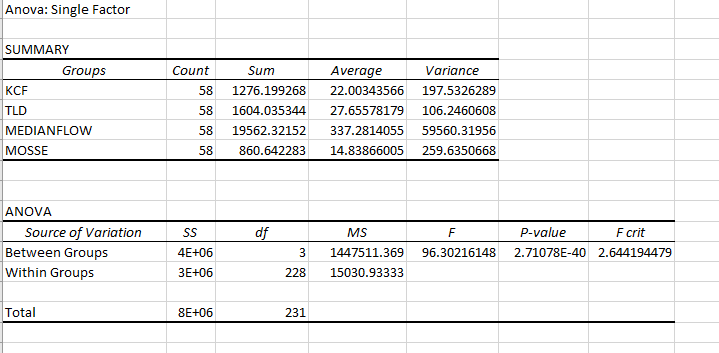 Anova: Single Factor
SUMMARY
Groups Count Sum Average Variance
KCF 58 1276.199268 22.00343566 197.5326289
TLD 58 1604.035344 27.65578179 106.2460608
MEDIANFLOW 58 19562.32152 337.2814055 59560.31956
MOSSE 58 860.642283 14.83866005 259.6350668
ANOVA
Source of Variation SS df MS F P-value F crit
Between Groups 4E+06 3 1447511.369 96.30216148 2.71078E-40 2.644194479
Within Groups 3E+06 228 15030.93333
Total 8E+06 231